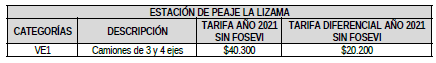 ESTACIÓN DE PEAJE LA LIZAMA
CATEGORÍAS DESCRIPCIÓN TARIFA AÑO 2021 SIN FOSEVI TARIFA DIFERENCIAL AÑO 2021 SIN FOSEVI
VE1 Camiones de 3 y 4 ejes $40.300 $20.200